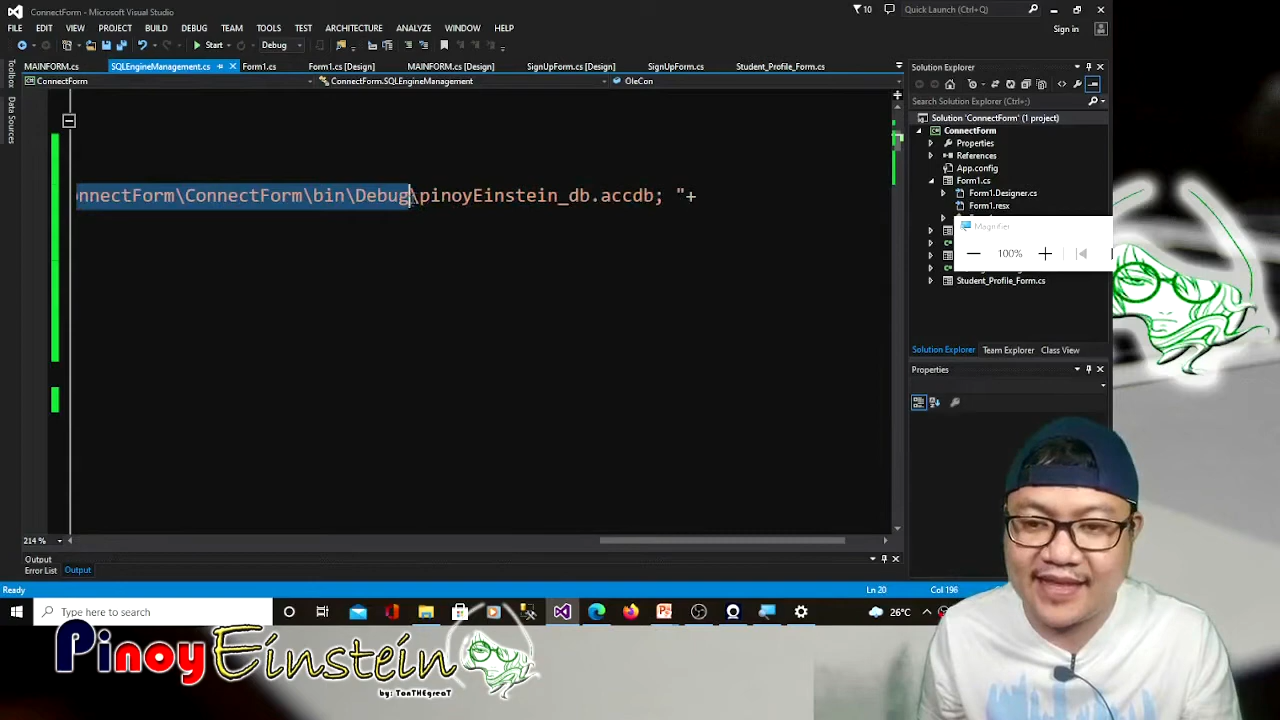 ConnectForm - Microsoft Visual Studio
10
Quick Launch (Ctrl+Q)
FILE EDIT VIEW PROJECT BUILD DEBUG TEAM TOOLS TEST ARCHITECTURE ANALYZE WINDOW HELP
Sign in
Start Debug
MAINFORM.cs SQLEngineManagement.cs Form1.cs Form1.cs [Design] MAINFORM.cs [Design] SignUpForm.cs [Design] SignUpForm.cs Student_Profile_Form.cs
ConnectForm ConnectForm.SQLEngineManagement OleCon
Toolbox
Data Sources
onnectForm\ConnectForm\bin\Debug\pinoyEinstein_db.accdb; "+
214 %
Solution Explorer
Search Solution Explorer (Ctrl+;)
Solution 'ConnectForm' (1 project)
ConnectForm
Properties
References
App.config
Form1.cs
Form1.Designer.cs
Form1.resx
Magnifier
100%
Student_Profile_Form.cs
Solution Explorer Team Explorer Class View
Properties
Output
Error List Output
Ready Ln 20 Col 196
Type here to search
26°C
PinoyEinstein
by: TonTHEgreaT